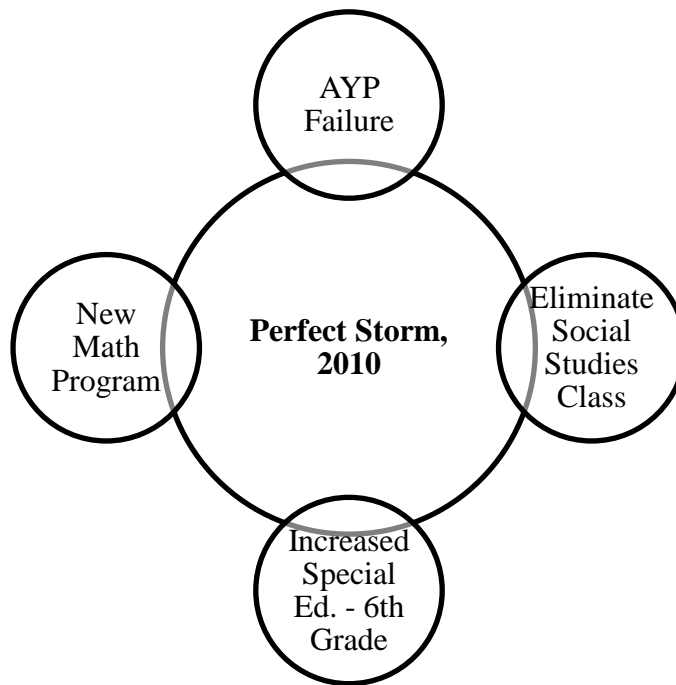 AYP
Failure
New
Math
Program
Perfect Storm,
2010
Eliminate
Social
Studies
Class
Increased
Special
Ed. - 6th
Grade